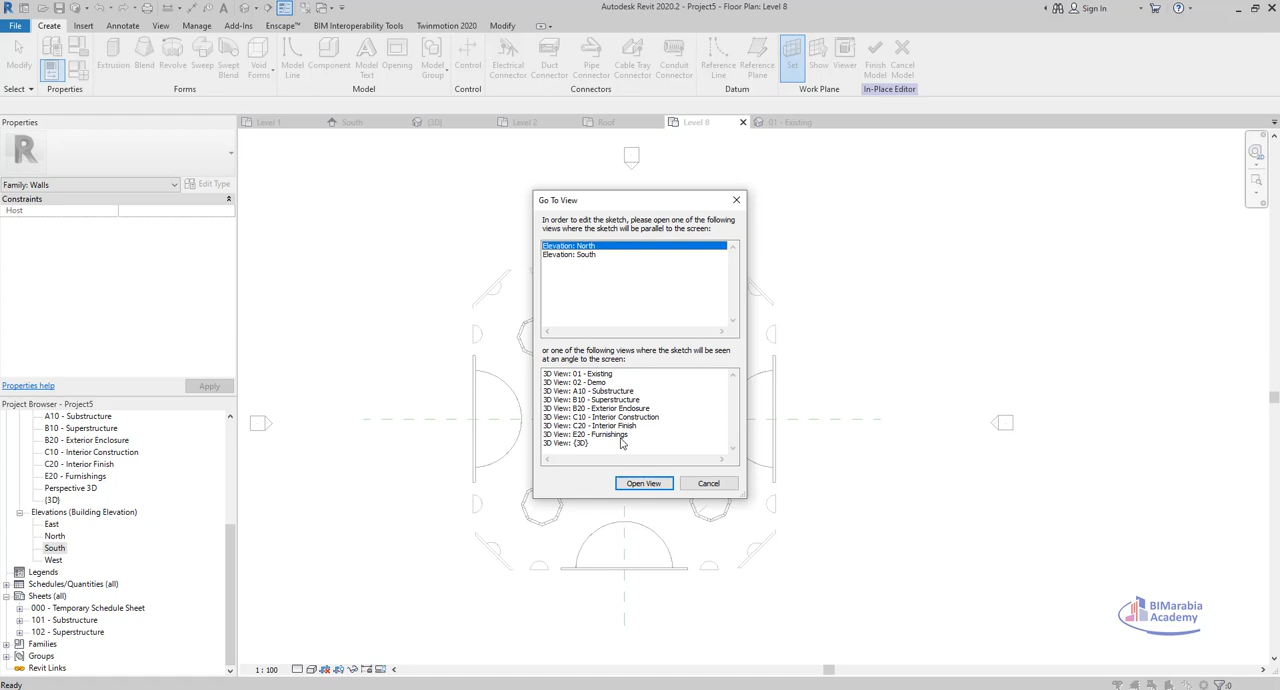 Autodesk Revit 2020.2 - Project5 - Floor Plan: Level 8
Sign In
File Create Insert Annotate View Manage Add-Ins Enscape™ BIM Interoperability Tools Twinmotion 2020 Modify
Modify Extrusion Blend Revolve Sweep Swept Blend Void Forms Model Line Component Model Text Opening Model Group Control Electrical Connector Duct Connector Pipe Connector Cable Tray Connector Conduit Connector Reference Line Reference Plane Set Show Viewer Finish Model Cancel Model
Select Properties Forms Model Control Connectors Datum Work Plane In-Place Editor
Properties
Level 1 South {3D} Level 2 Roof Level 8 01 - Existing
Family: Walls Edit Type
Constraints
Host
Properties help Apply
Project Browser - Project5
A10 - Substructure
B10 - Superstructure
B20 - Exterior Enclosure
C10 - Interior Construction
C20 - Interior Finish
E20 - Furnishings
Perspective 3D
{3D}
Elevations (Building Elevation)
East
North
South
West
Legends
Schedules/Quantities (all)
Sheets (all)
000 - Temporary Schedule Sheet
101 - Substructure
102 - Superstructure
Families
Groups
Revit Links
Go To View
In order to edit the sketch, please open one of the following
views where the sketch will be parallel to the screen:
Elevation: North
Elevation: South
or one of the following views where the sketch will be seen
at an angle to the screen:
3D View: 01 - Existing
3D View: 02 - Demo
3D View: A10 - Substructure
3D View: B10 - Superstructure
3D View: B20 - Exterior Enclosure
3D View: C10 - Interior Construction
3D View: C20 - Interior Finish
3D View: E20 - Furnishings
3D View: {3D}
Open View Cancel
BIMarabia
Academy
1 : 100
Ready
:0